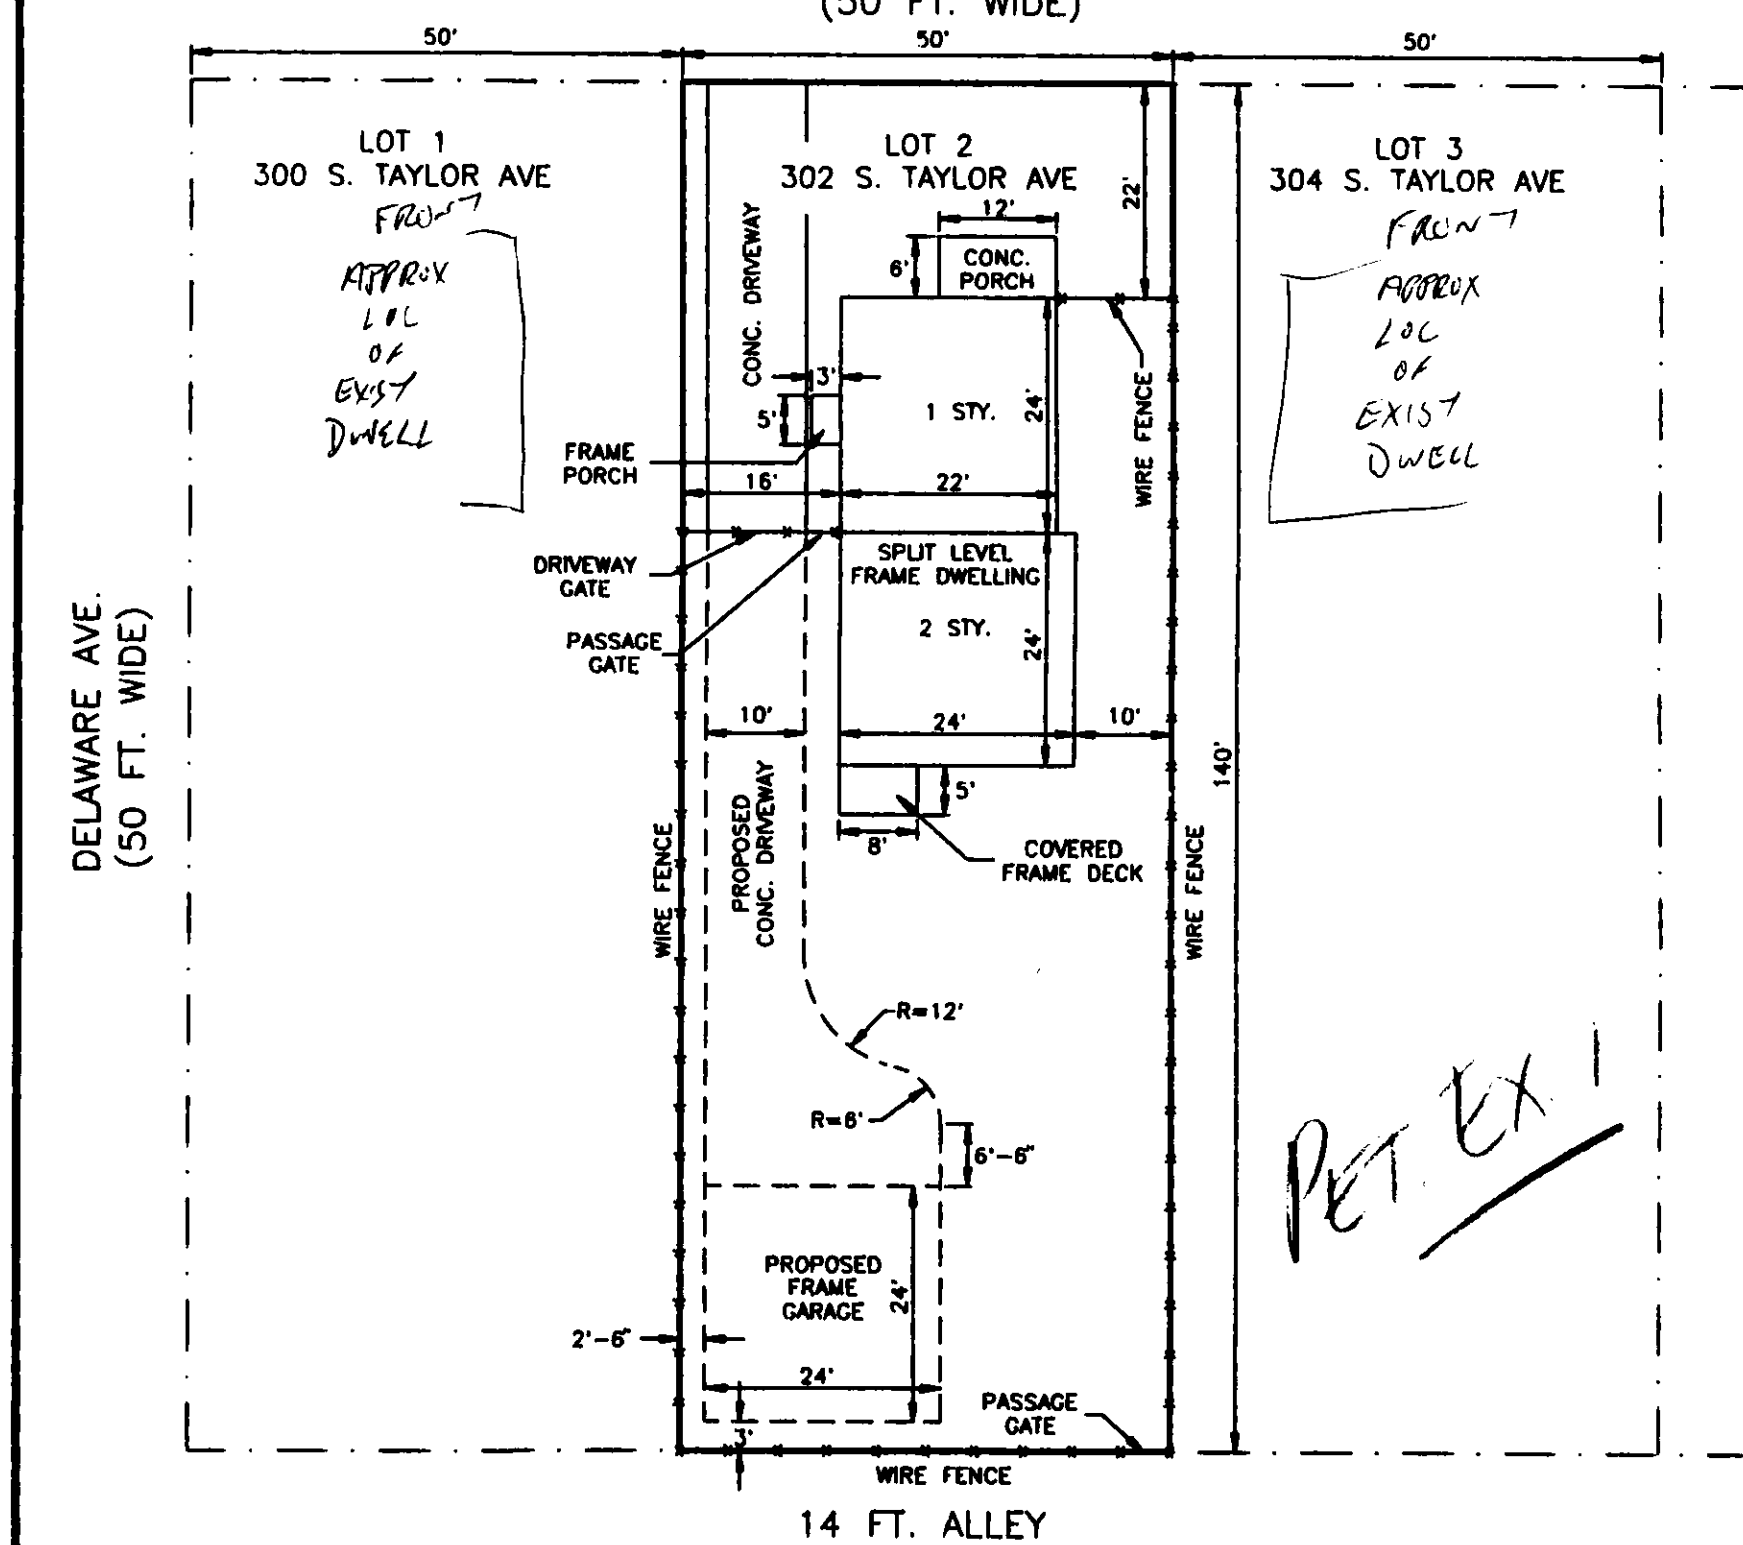 (50 FT. WIDE)
50'
50'
50'
LOT 1
300 S. TAYLOR AVE
FRONT
APPROX
LOC
OF
EXIST
DWELL
LOT 2
302 S. TAYLOR AVE
22'
LOT 3
304 S. TAYLOR AVE
FRONT
APPROX
LOC
OF
EXIST
DWELL
CONC. DRIVEWAY
12'
6'
CONC.
PORCH
3'
5'
1 STY.
24'
WIRE FENCE
FRAME
PORCH
16'
22'
DRIVEWAY
GATE
SPLIT LEVEL
FRAME DWELLING
2 STY.
24'
PASSAGE
GATE
DELAWARE AVE.
(50 FT. WIDE)
10'
24'
10'
140'
PROPOSED
CONC. DRIVEWAY
5'
8'
COVERED
FRAME DECK
WIRE FENCE
WIRE FENCE
R=12'
R=6'
6'-6"
PET. EX. 1
PROPOSED
FRAME
GARAGE
24'
2'-6"
24'
3'
PASSAGE
GATE
WIRE FENCE
14 FT. ALLEY